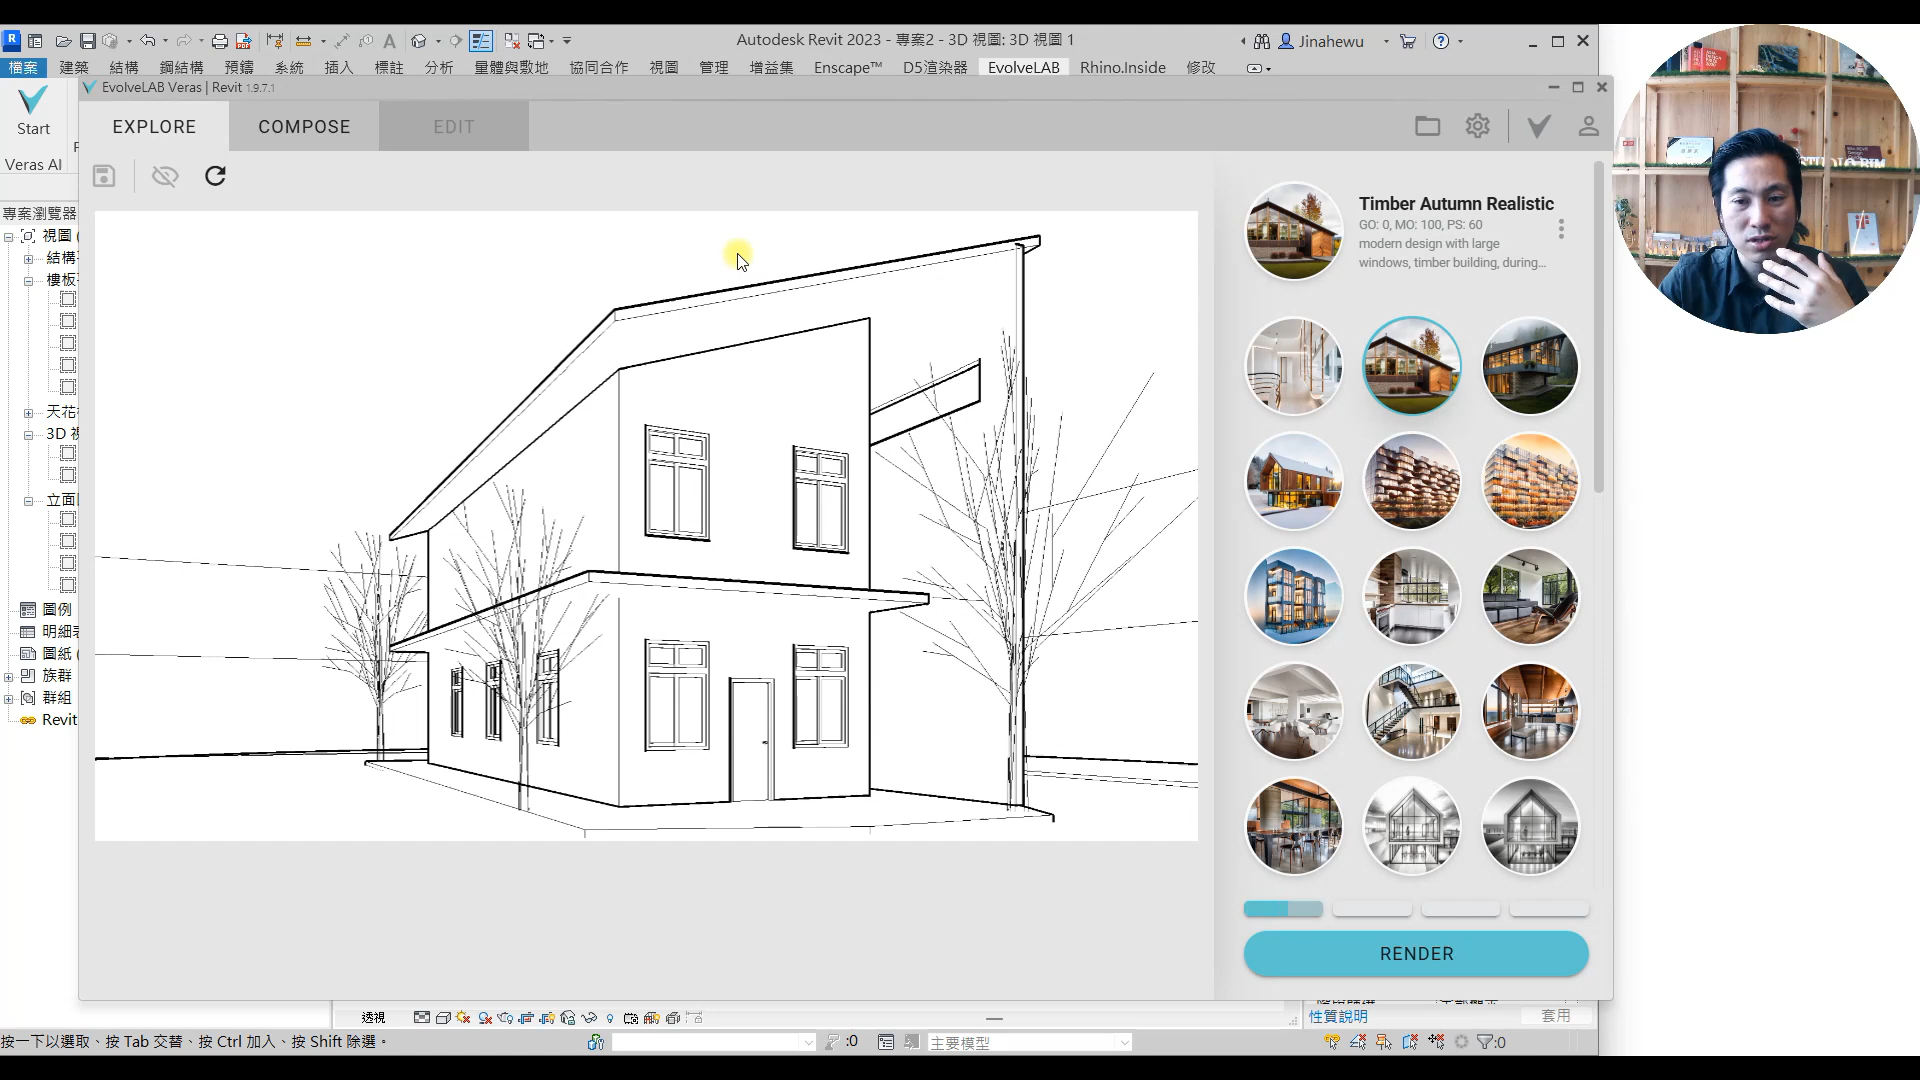 Autodesk Revit 2023 - 專案2 - 3D 視圖: 3D 視圖 1
Jinahewu
檔案 建築 結構 鋼結構 預鑄 系統 插入 標註 分析 量體與敷地 協同合作 視圖 管理 增益集 Enscape™ D5渲染器 EvolveLAB Rhino.Inside 修改
EvolveLAB Veras | Revit 1.9.7.1
Start
Veras AI
EXPLORE COMPOSE EDIT
專案瀏覽器
視圖 (
結構
樓板
天花
3D 視
立面
圖例
明細表
圖紙 (
族群
群組
Revit
Timber Autumn Realistic
GO: 0, MO: 100, PS: 60
modern design with large
windows, timber building, during...
RENDER
STUDIO BIM
透視
性質說明 套用
按一下以選取、按 Tab 交替、按 Ctrl 加入、按 Shift 除選。
:0
主要模型
:0